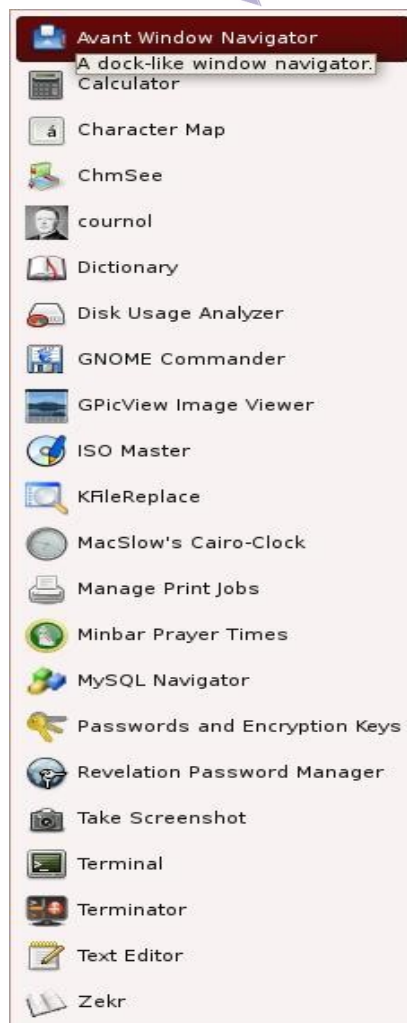 Avant Window Navigator
A dock-like window navigator.
Calculator
á Character Map
ChmSee
cournol
Dictionary
Disk Usage Analyzer
GNOME Commander
GPicView Image Viewer
ISO Master
KFileReplace
MacSlow's Cairo-Clock
Manage Print Jobs
Minbar Prayer Times
MySQL Navigator
Passwords and Encryption Keys
Revelation Password Manager
Take Screenshot
Terminal
Terminator
Text Editor
Zekr